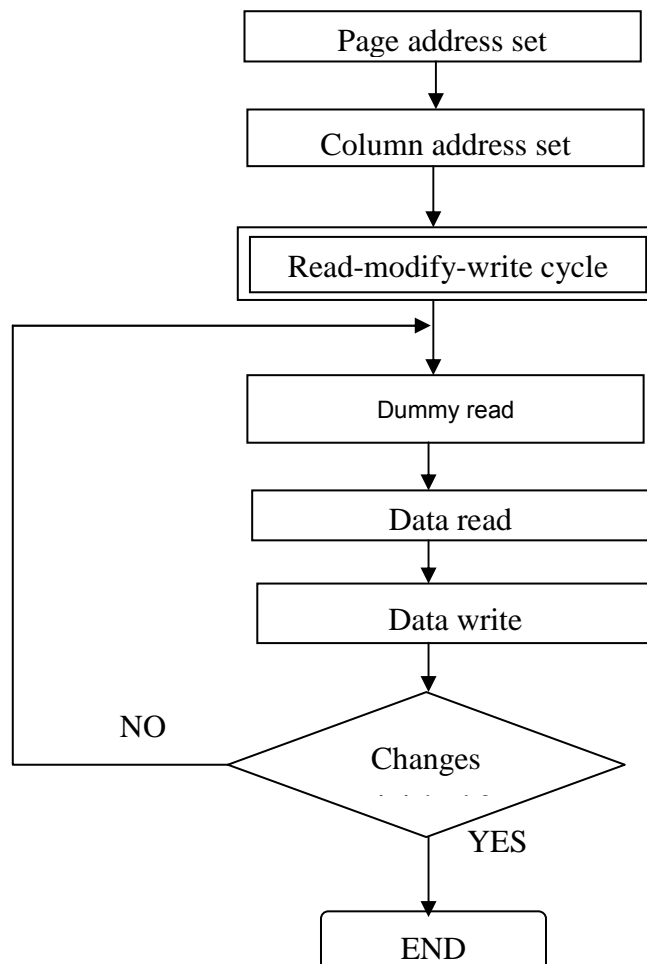 Page address set
Column address set
Read-modify-write cycle
Dummy read
Data read
Data write
NO
Changes
YES
END